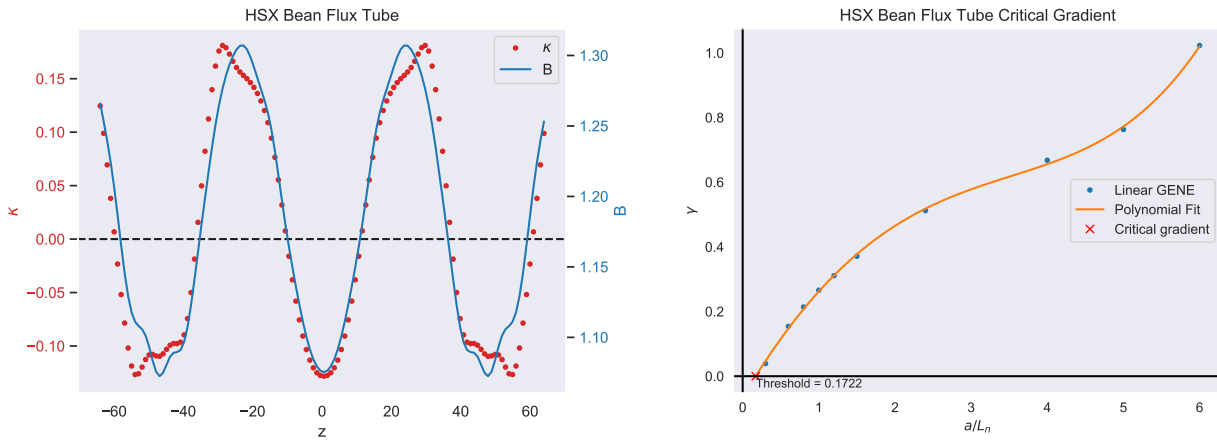 HSX Bean Flux Tube
κ
B
0.15
0.10
0.05
0.00
−0.05
−0.10
κ
1.30
1.25
1.20
1.15
1.10
B
−60
−40
−20
0
20
40
60
z
HSX Bean Flux Tube Critical Gradient
1.0
0.8
0.6
0.4
0.2
0.0
γ
Linear GENE
Polynomial Fit
Critical gradient
Threshold = 0.1722
0
1
2
3
4
5
6
a/Lₙ